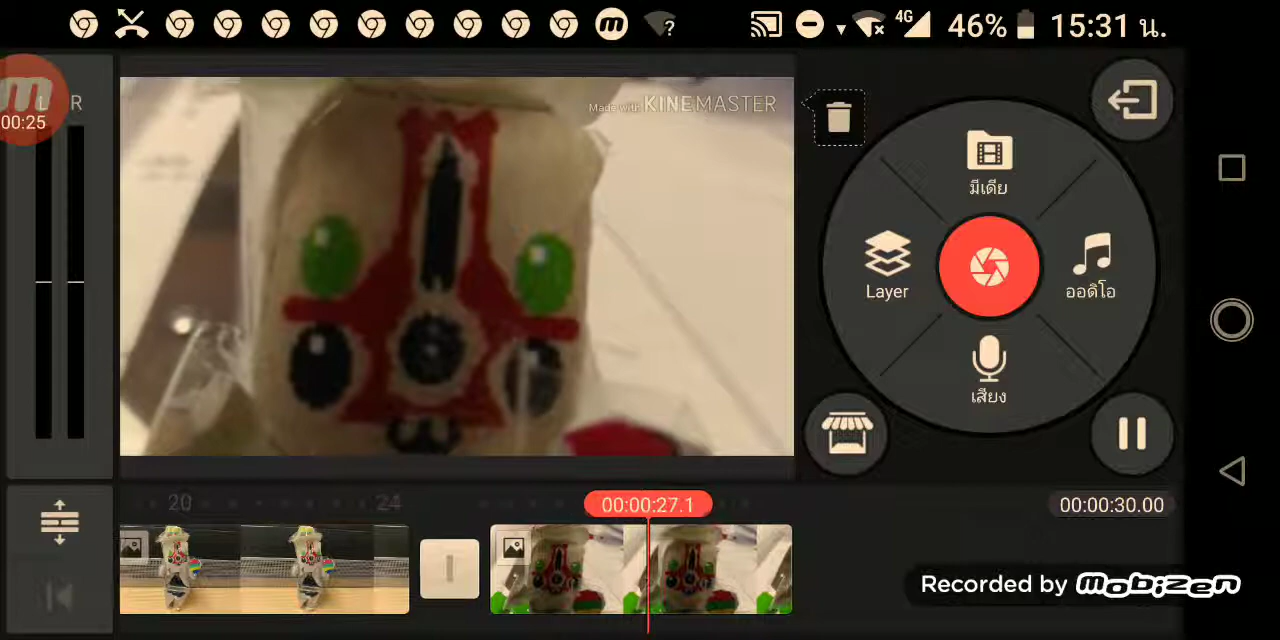 4G 46% 15:31 น.
L R
00:25
Made with KINEMASTER
มีเดีย
Layer
ออดิโอ
เสียง
20 24 00:00:27.1 00:00:30.00
Recorded by mobizen